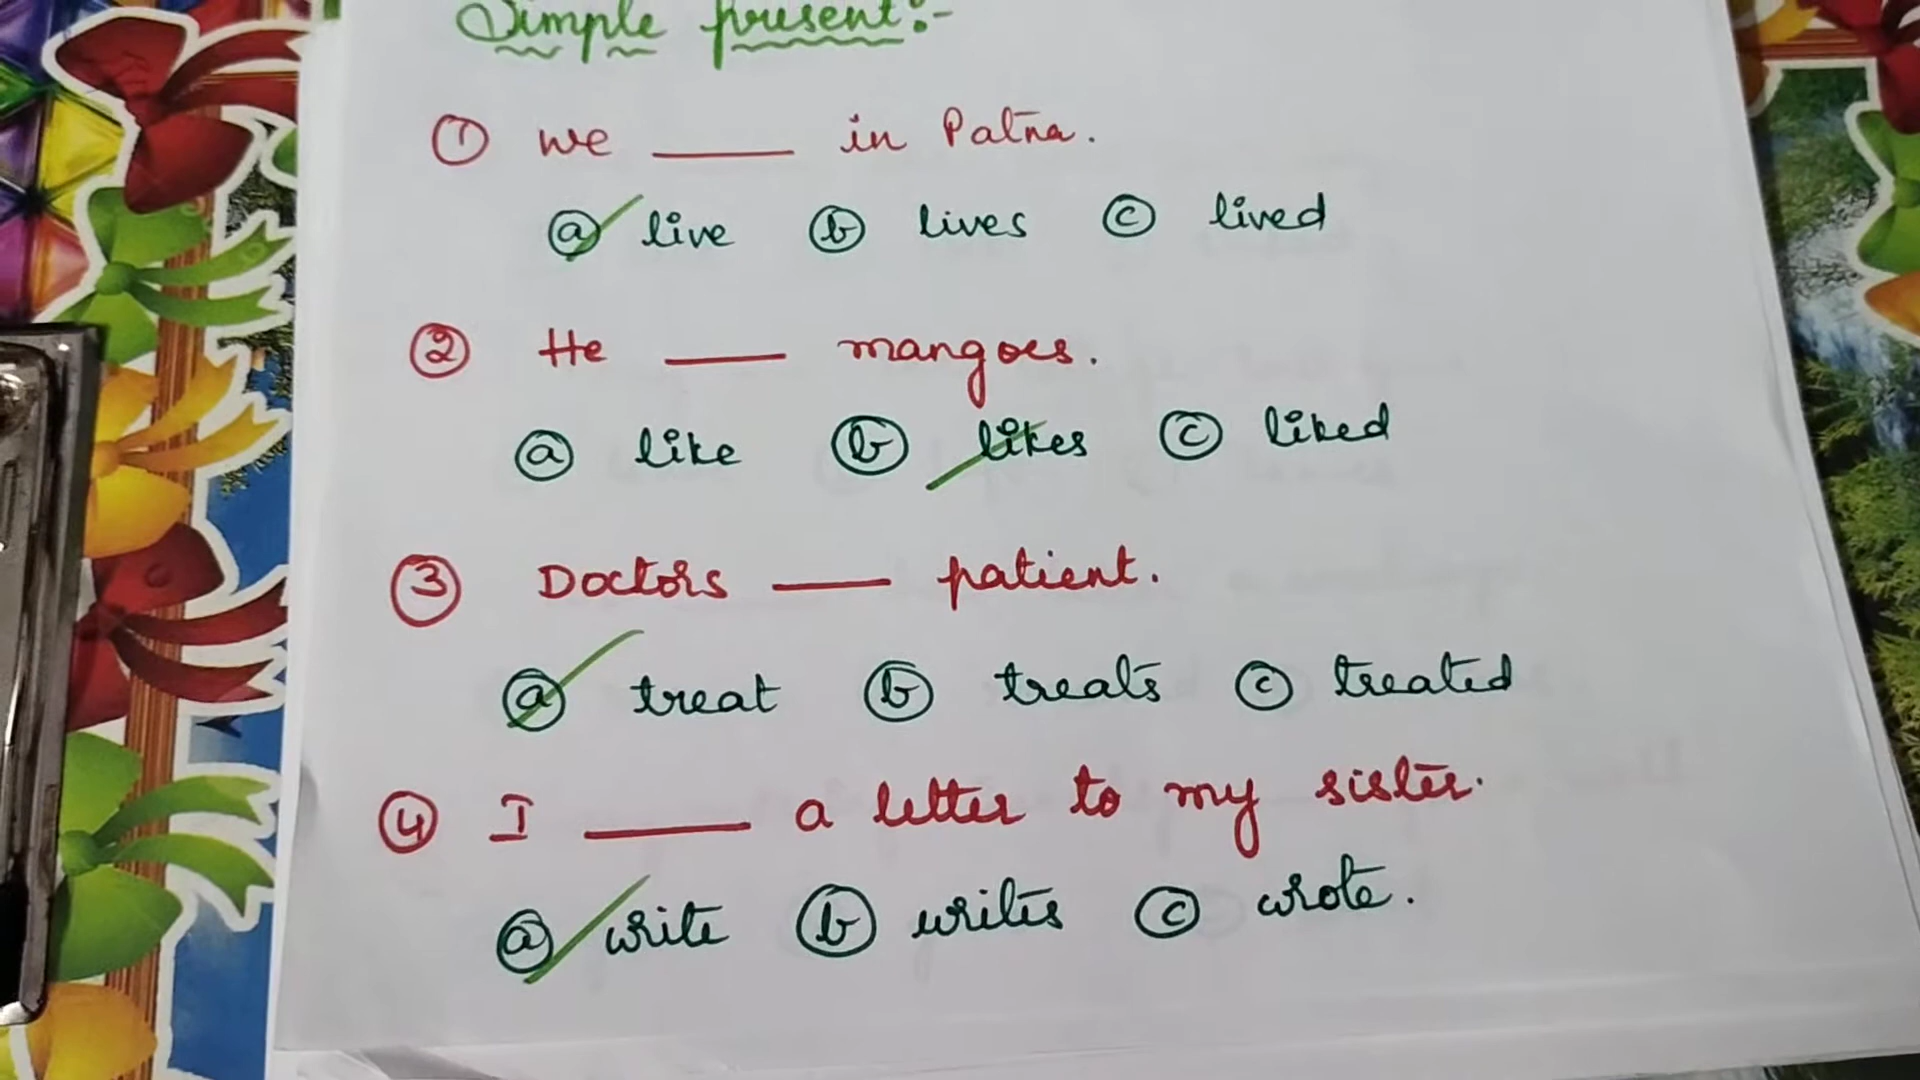 Simple present:-
① We ____ in Patna.
ⓐ live ⓑ lives ⓒ lived
② He ____ mangoes.
ⓐ like ⓑ likes ⓒ liked
③ Doctors ____ patient.
ⓐ treat ⓑ treats ⓒ treated
④ I ____ a letter to my sister.
ⓐ write ⓑ writes ⓒ wrote.